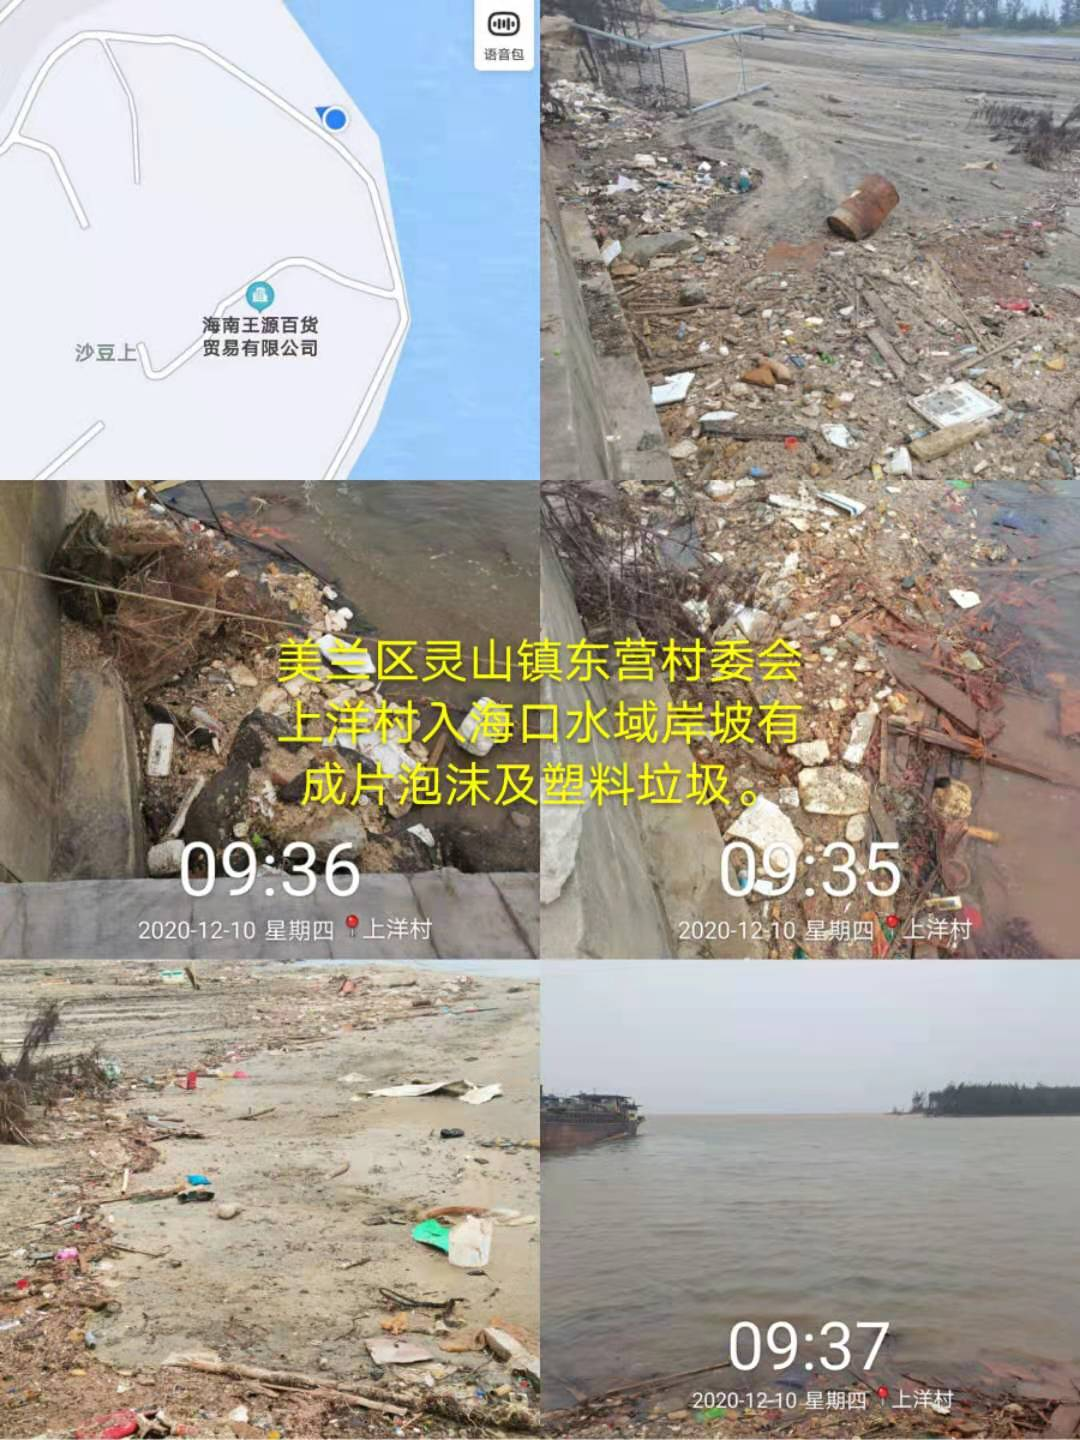 语音包
海南王源百货
贸易有限公司
沙豆上
美兰区灵山镇东营村委会
上洋村入海口水域岸坡有
成片泡沫及塑料垃圾。
09:36
2020-12-10 星期四 上洋村
09:35
2020-12-10 星期四 上洋村
09:37
2020-12-10 星期四 上洋村